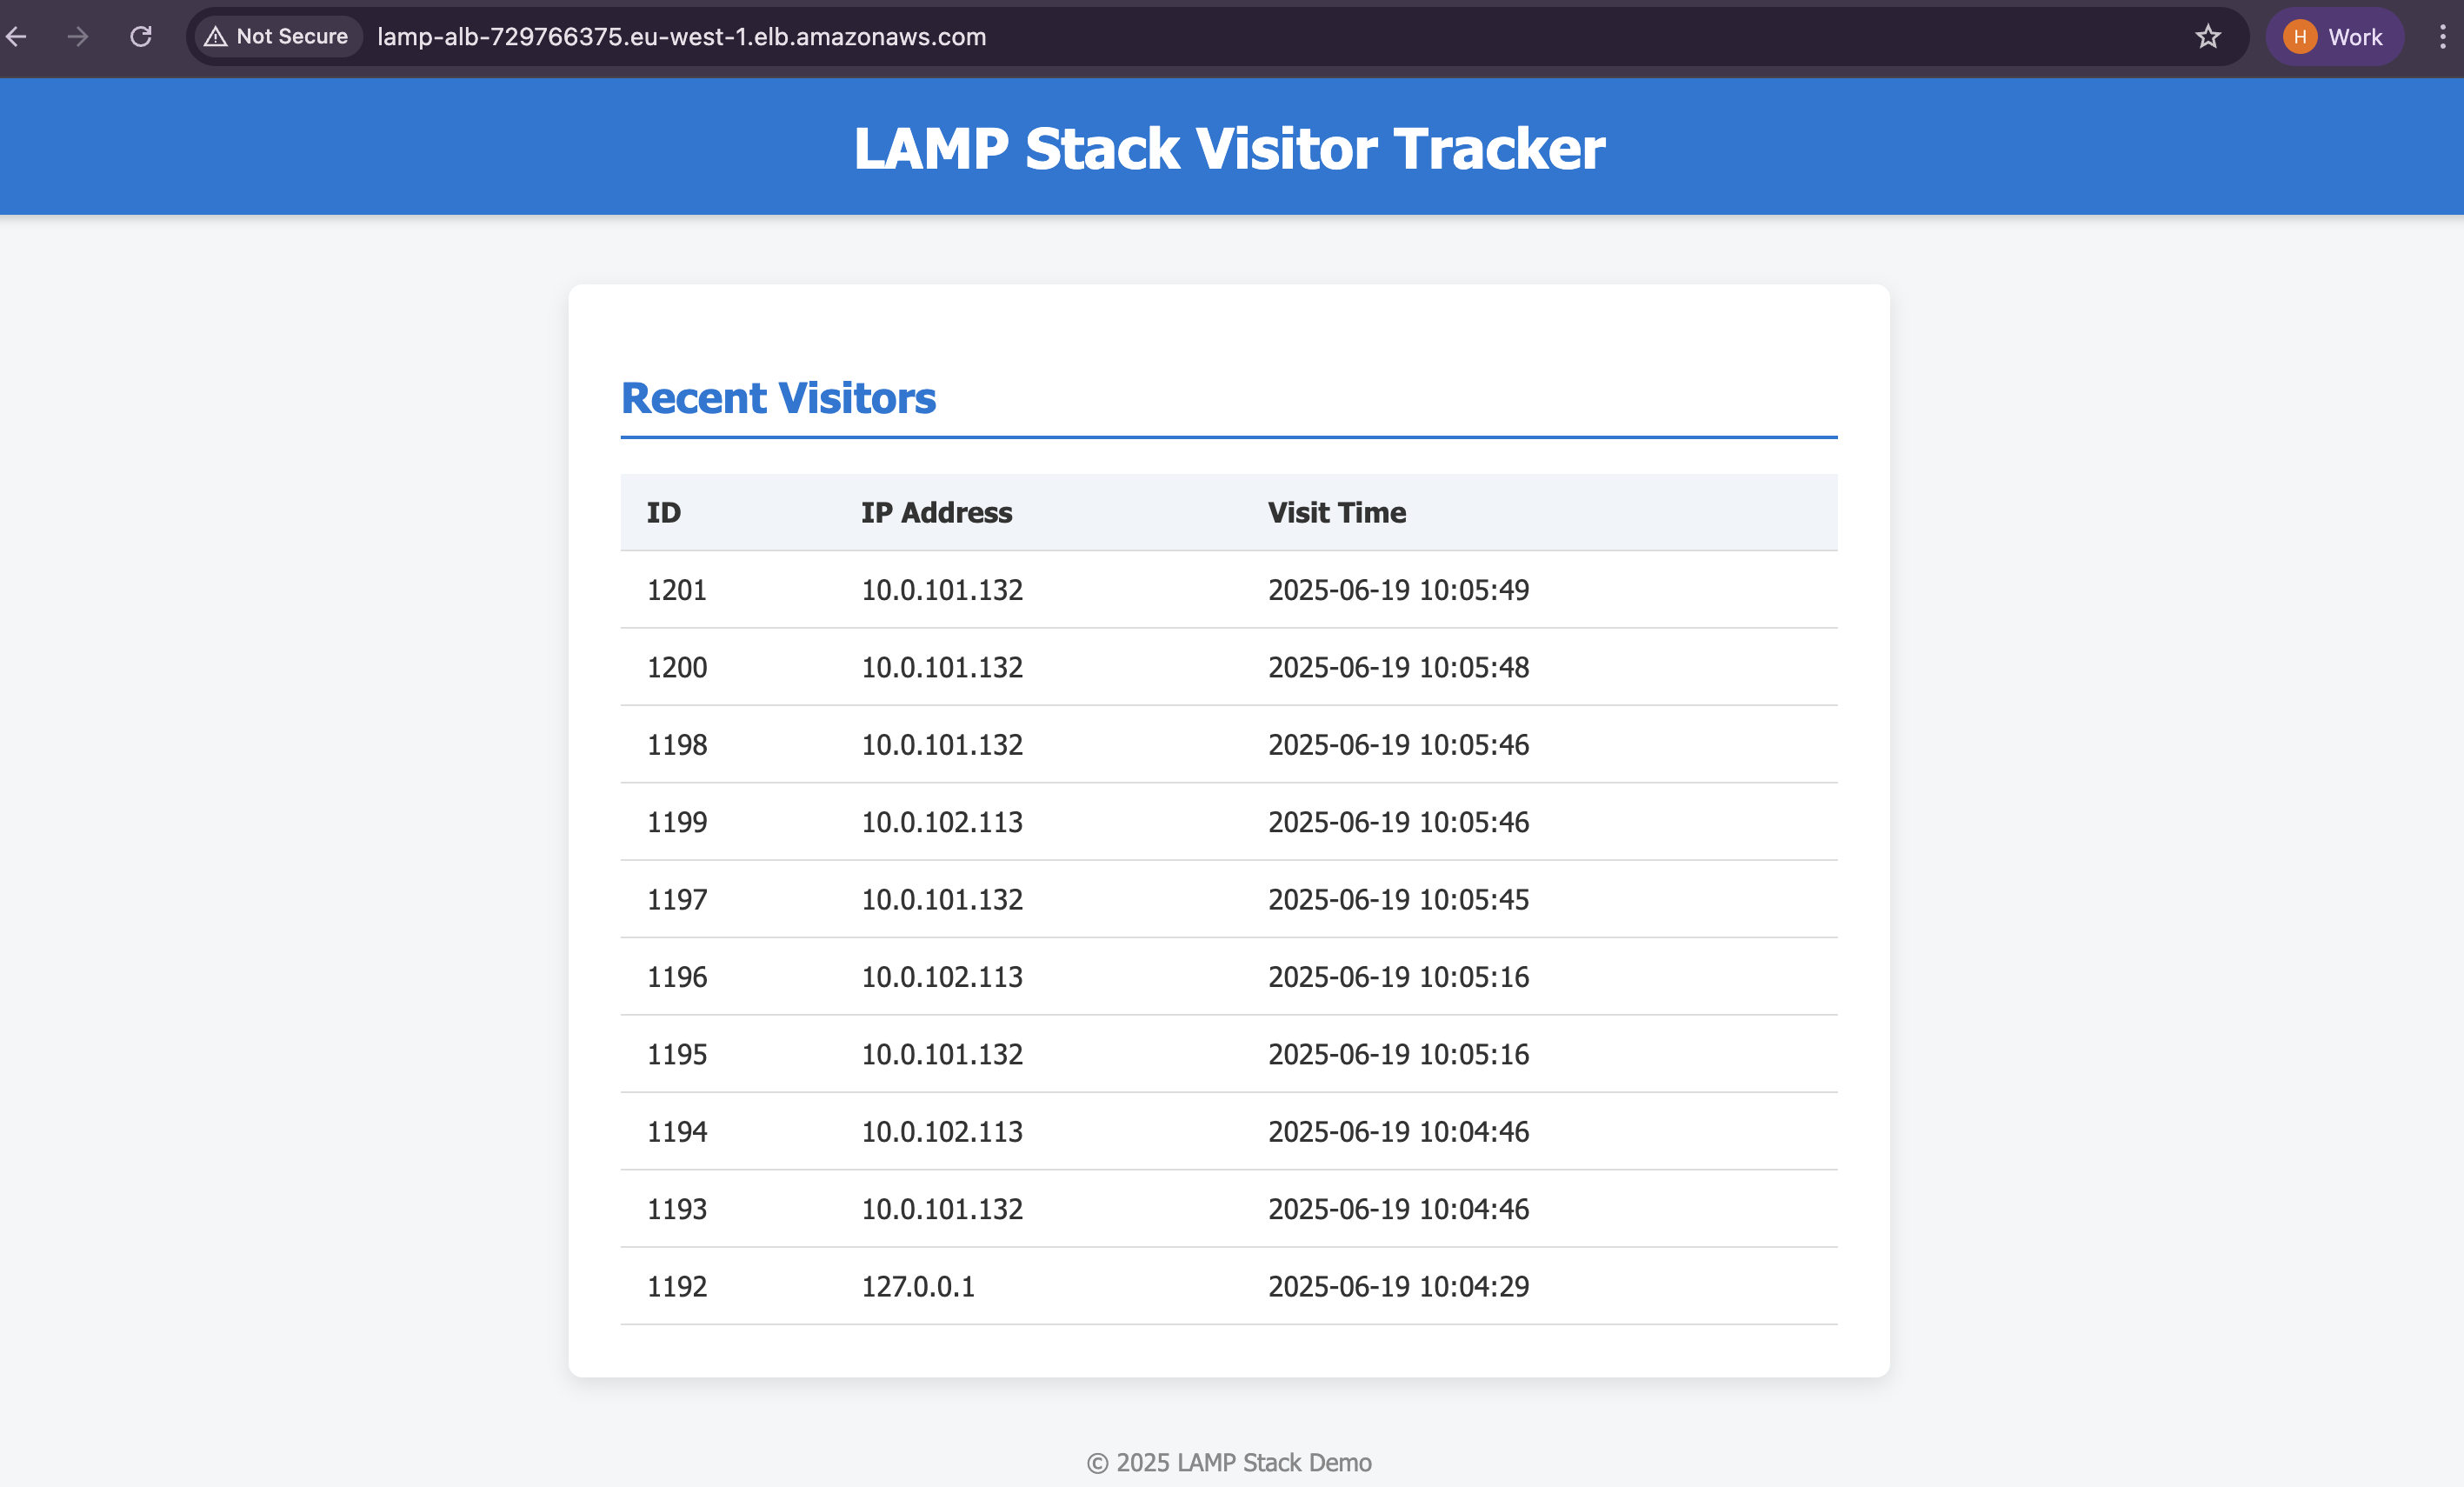 Not Secure lamp-alb-729766375.eu-west-1.elb.amazonaws.com H Work
LAMP Stack Visitor Tracker
Recent Visitors
ID IP Address Visit Time
1201 10.0.101.132 2025-06-19 10:05:49
1200 10.0.101.132 2025-06-19 10:05:48
1198 10.0.101.132 2025-06-19 10:05:46
1199 10.0.102.113 2025-06-19 10:05:46
1197 10.0.101.132 2025-06-19 10:05:45
1196 10.0.102.113 2025-06-19 10:05:16
1195 10.0.101.132 2025-06-19 10:05:16
1194 10.0.102.113 2025-06-19 10:04:46
1193 10.0.101.132 2025-06-19 10:04:46
1192 127.0.0.1 2025-06-19 10:04:29
© 2025 LAMP Stack Demo